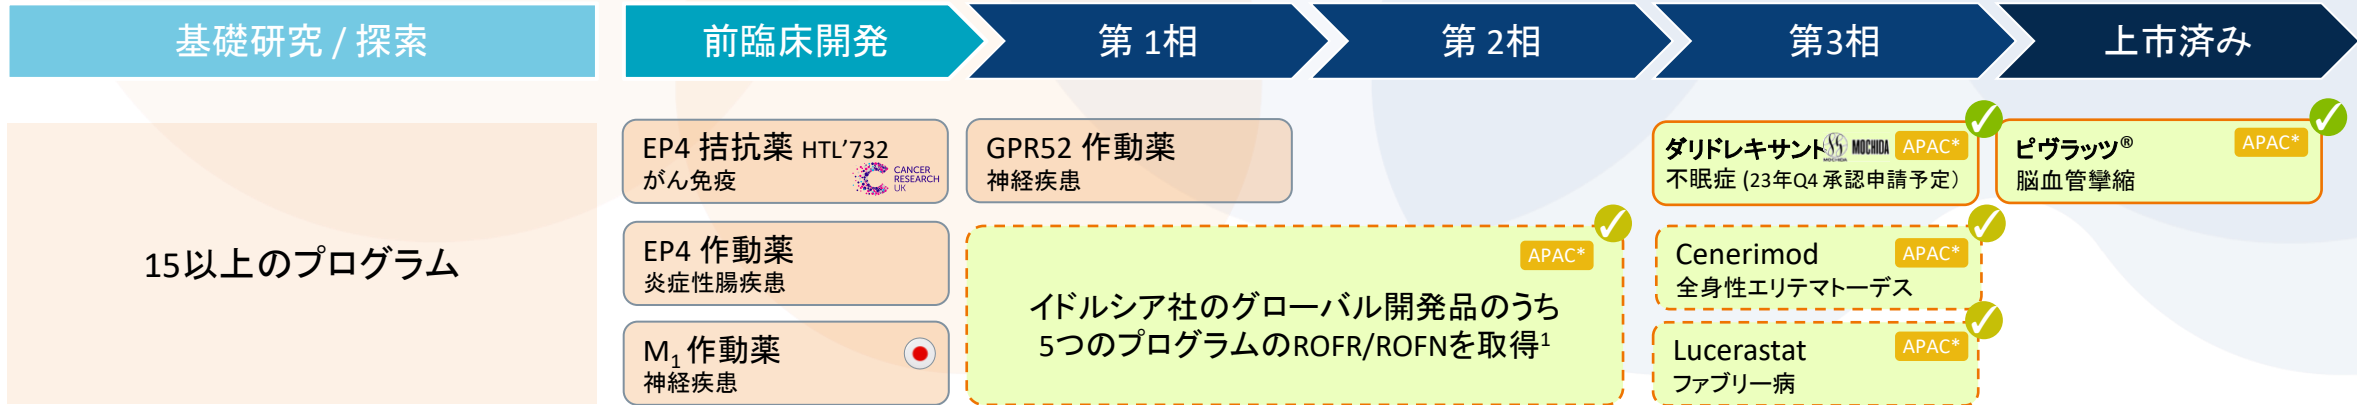 基礎研究 / 探索
前臨床開発
第 1相
第 2相
第3相
上市済み
15以上のプログラム
EP4 拮抗薬 HTL'732
がん免疫
CANCER
RESEARCH
UK
EP4 作動薬
炎症性腸疾患
M1 作動薬
神経疾患
GPR52 作動薬
神経疾患
APAC*
イドルシア社のグローバル開発品のうち
5つのプログラムのROFR/ROFNを取得1
ダリドレキサント MOCHIDA APAC*
不眠症 (23年Q4 承認申請予定)
Cenerimod APAC*
全身性エリテマトーデス
Lucerastat APAC*
ファブリー病
ピヴラッツ® APAC*
脳血管攣縮